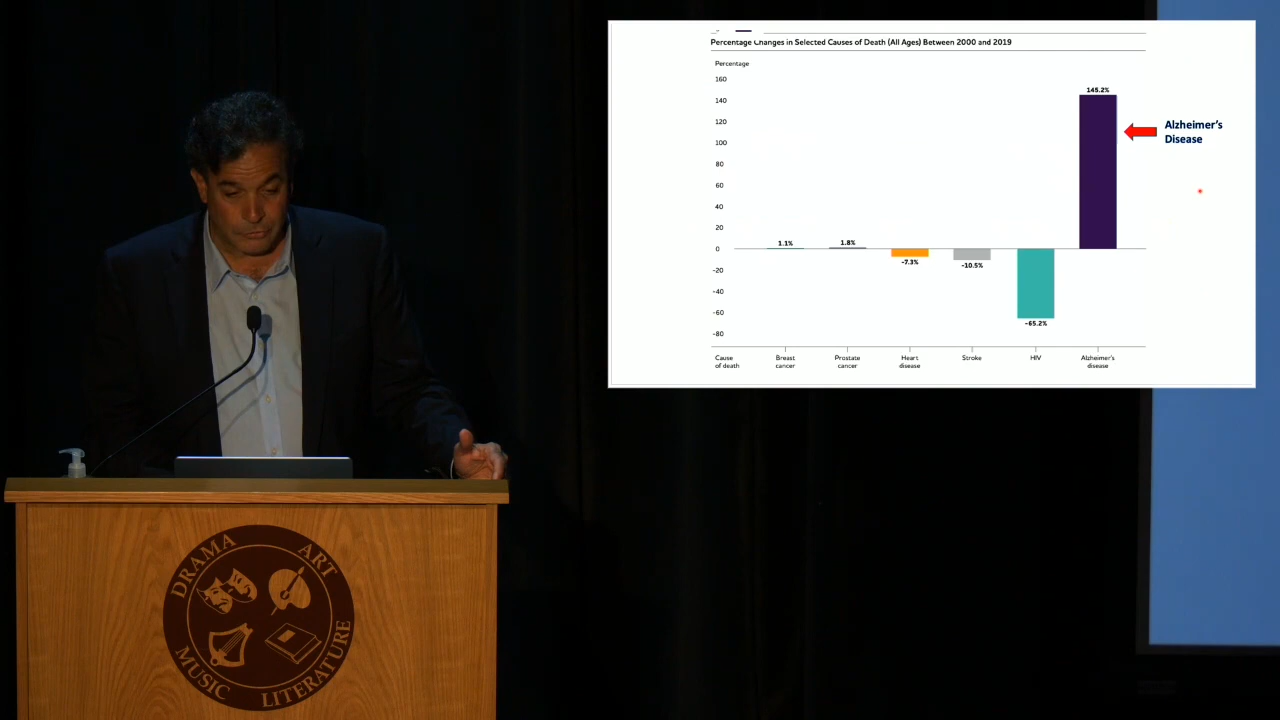 Percentage Changes in Selected Causes of Death (All Ages) Between 2000 and 2019
Percentage
160
140
120
100
80
60
40
20
0
-20
-40
-60
-80
145.2%
1.1%
1.8%
-7.3%
-10.5%
-65.2%
Alzheimer's
Disease
Cause
of death
Breast
cancer
Prostate
cancer
Heart
disease
Stroke
HIV
Alzheimer's
disease
DRAMA
ART
MUSIC
LITERATURE